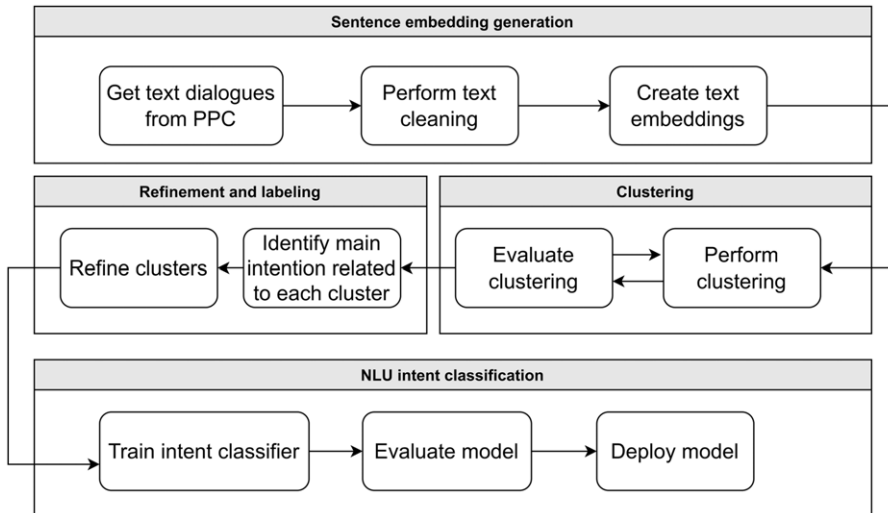 Sentence embedding generation
Get text dialogues
from PPC
Perform text
cleaning
Create text
embeddings
Refinement and labeling
Refine clusters
Identify main
intention related
to each cluster
Clustering
Evaluate
clustering
Perform
clustering
NLU intent classification
Train intent classifier
Evaluate model
Deploy model